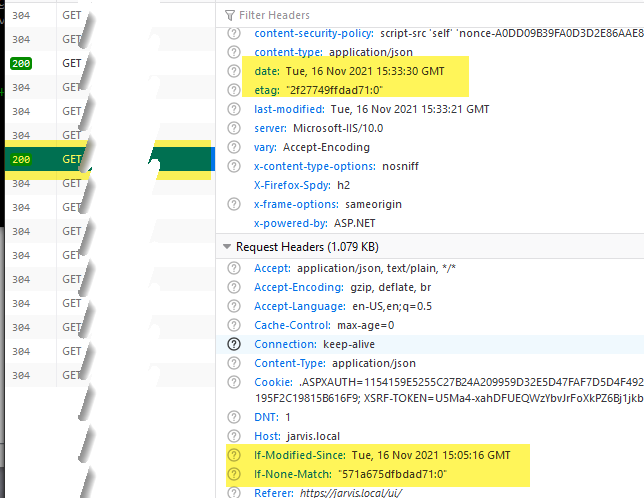 304 GET
304 GET
200 GET
304 GET
304 GET
304 GET
200 GET
304 GET
304 GET
304 GET
304 GET
304 GET
304 GET
304 GET
304 GET
304 GET
Filter Headers
content-security-policy: script-src 'self' 'nonce-A0DD09B39FA0D3D2E86AAE8
content-type: application/json
date: Tue, 16 Nov 2021 15:33:30 GMT
etag: "2f27749ffdad71:0"
last-modified: Tue, 16 Nov 2021 15:33:21 GMT
server: Microsoft-IIS/10.0
vary: Accept-Encoding
x-content-type-options: nosniff
X-Firefox-Spdy: h2
x-frame-options: sameorigin
x-powered-by: ASP.NET
Request Headers (1.079 KB)
Accept: application/json, text/plain, */*
Accept-Encoding: gzip, deflate, br
Accept-Language: en-US,en;q=0.5
Cache-Control: max-age=0
Connection: keep-alive
Content-Type: application/json
Cookie: .ASPXAUTH=1154159E5255C27B24A209959D32E5D47FAF7D5D4F492
195F2C19815B616F9; XSRF-TOKEN=U5Ma4-xahDFUEQWzYbvJrFoXkPZ6Bj1jkb
DNT: 1
Host: jarvis.local
If-Modified-Since: Tue, 16 Nov 2021 15:05:16 GMT
If-None-Match: "571a675dfbdad71:0"
Referer: https://jarvis.local/ui/